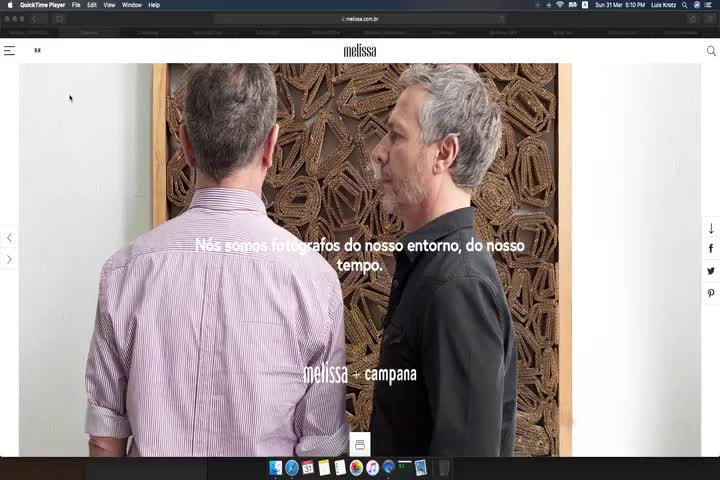 QuickTime Player File Edit View Window Help
Sun 31 Mar 5:10 PM Luis Krotz
melissa.com.br
BR
melissa
Nós somos fotógrafos do nosso entorno, do nosso
tempo.
melissa + campana